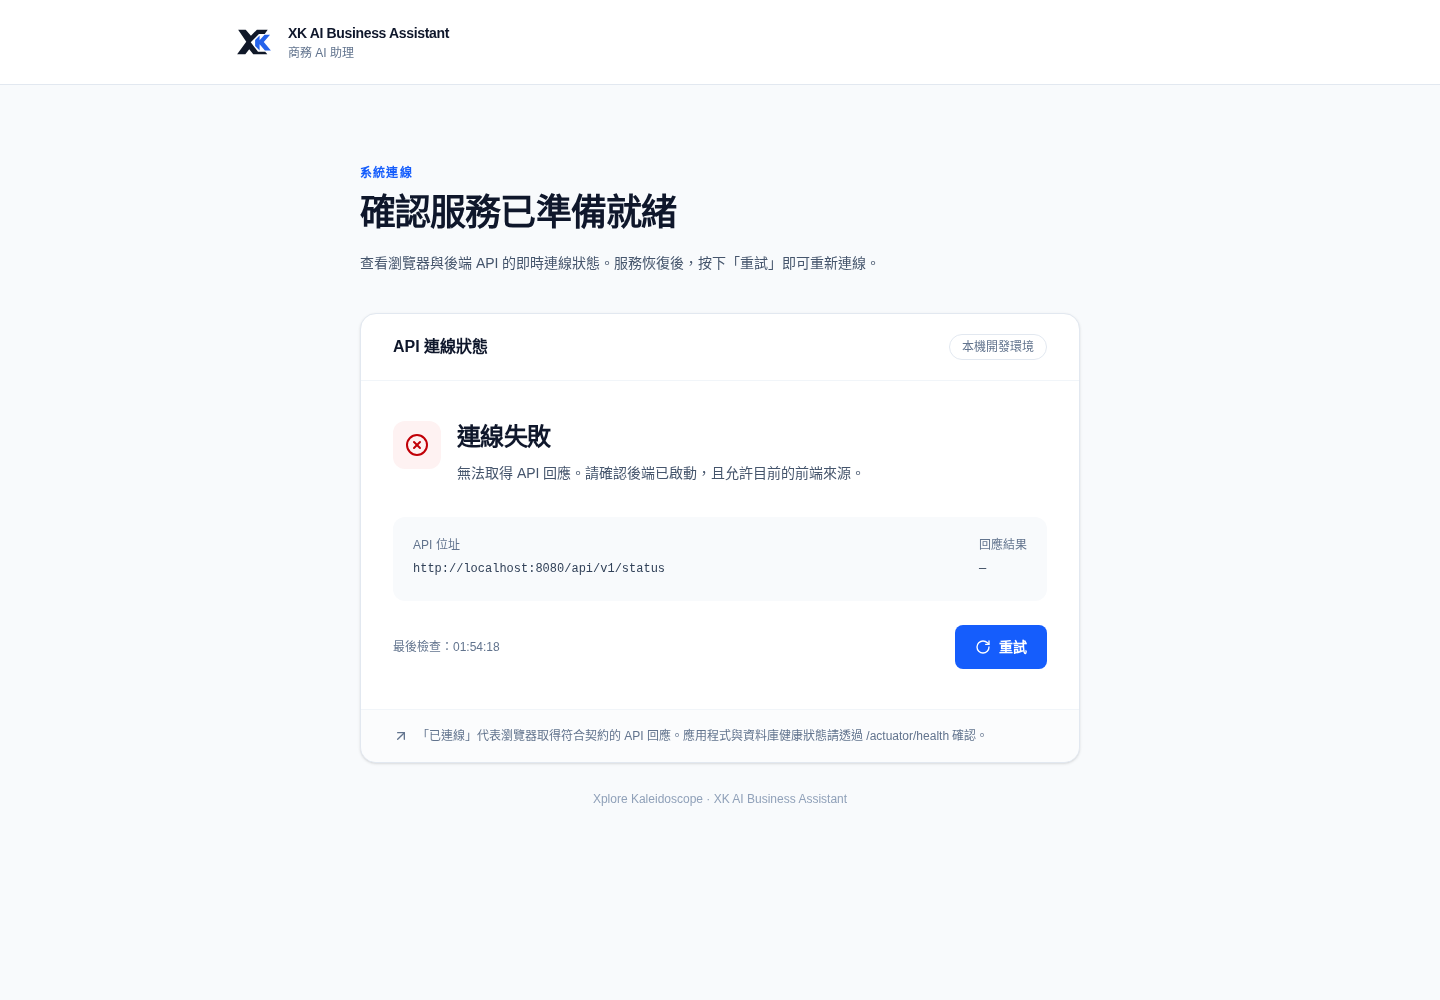 XK AI Business Assistant
商務 AI 助理
系統連線
確認服務已準備就緒
查看瀏覽器與後端 API 的即時連線狀態。服務恢復後，按下「重試」即可重新連線。
API 連線狀態
本機開發環境
連線失敗
無法取得 API 回應。請確認後端已啟動，且允許目前的前端來源。
API 位址
回應結果
http://localhost:8080/api/v1/status
—
最後檢查：01:54:18
重試
「已連線」代表瀏覽器取得符合契約的 API 回應。應用程式與資料庫健康狀態請透過 /actuator/health 確認。
Xplore Kaleidoscope · XK AI Business Assistant